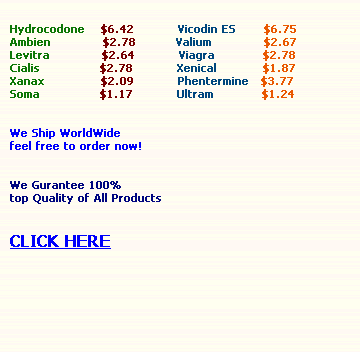 Hydrocodone $6.42 Vicodin ES $6.75
Ambien $2.78 Valium $2.67
Levitra $2.64 Viagra $2.78
Cialis $2.78 Xenical $1.87
Xanax $2.09 Phentermine $3.77
Soma $1.17 Ultram $1.24
We Ship WorldWide
feel free to order now!
We Gurantee 100%
top Quality of All Products
CLICK HERE